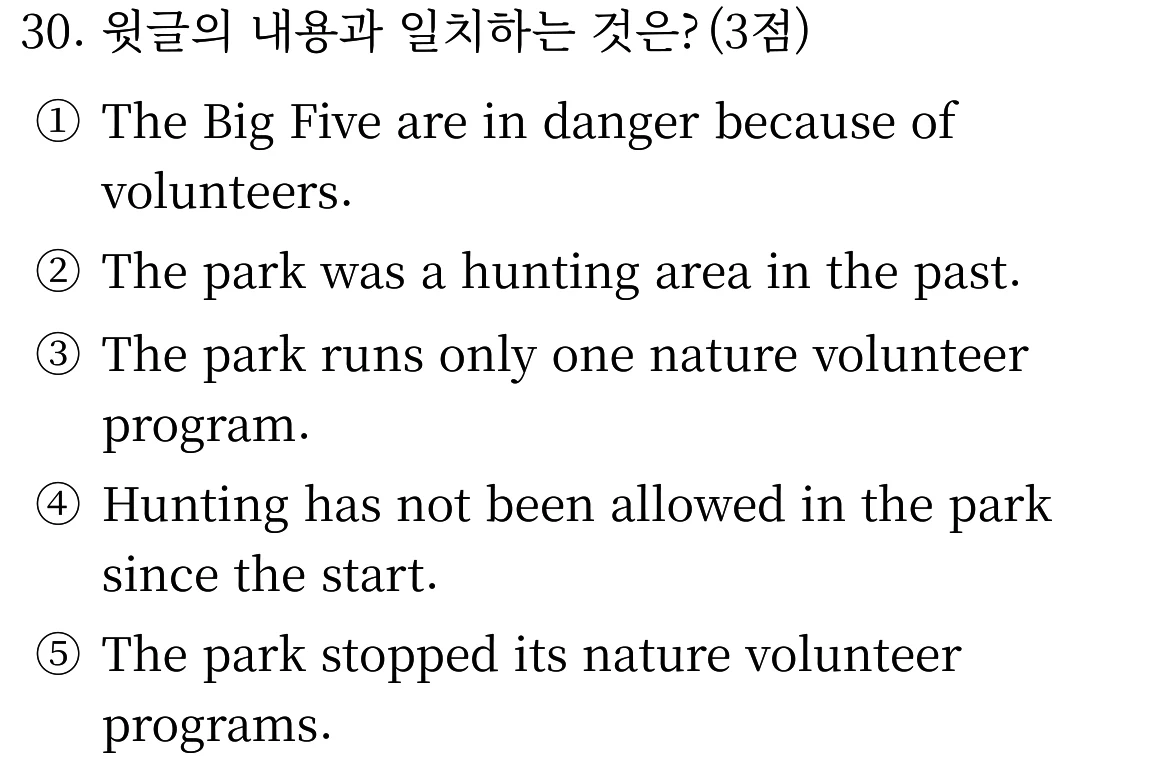 30. 윗글의 내용과 일치하는 것은? (3점)
① The Big Five are in danger because of
volunteers.
② The park was a hunting area in the past.
③ The park runs only one nature volunteer
program.
④ Hunting has not been allowed in the park
since the start.
⑤ The park stopped its nature volunteer
programs.